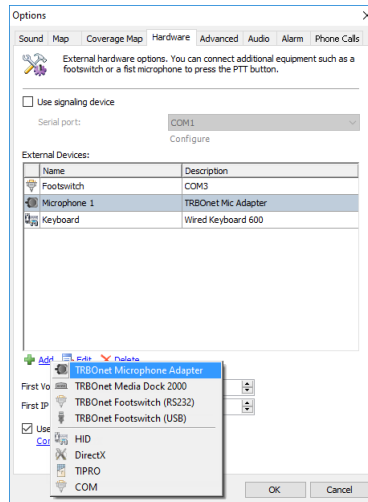 Options
Sound Map Coverage Map Hardware Advanced Audio Alarm Phone Calls
External hardware options. You can connect additional equipment such as a
footswitch or a fist microphone to press the PTT button.
Use signaling device
Serial port: COM1
Configure
External Devices:
Name Description
Footswitch COM3
Microphone 1 TRBOnet Mic Adapter
Keyboard Wired Keyboard 600
Add Edit Delete
TRBOnet Microphone Adapter
First Vo
TRBOnet Media Dock 2000
First IP
TRBOnet Footswitch (RS232)
TRBOnet Footswitch (USB)
Use
Con
HID
DirectX
TIPRO
COM
OK Cancel